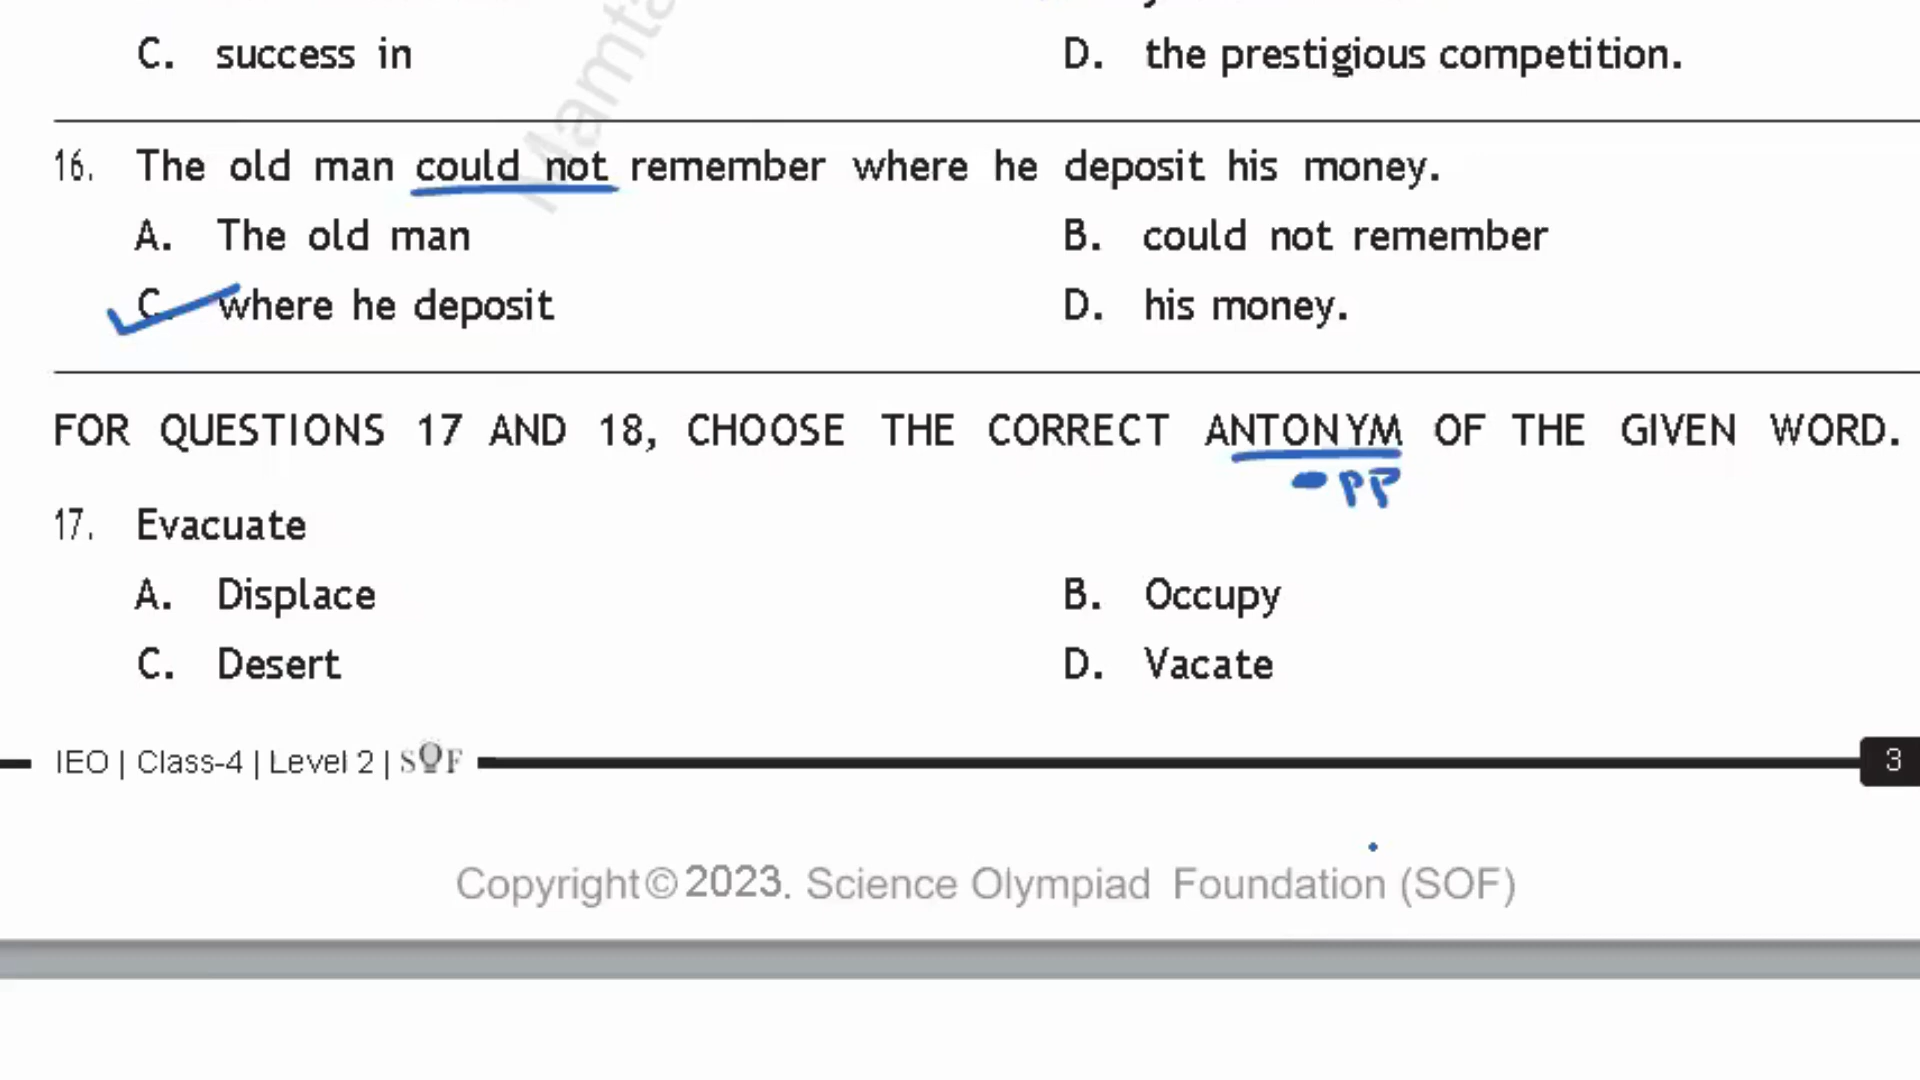 C. success in D. the prestigious competition.
Mamta
16. The old man could not remember where he deposit his money.
A. The old man B. could not remember
C. where he deposit D. his money.
FOR QUESTIONS 17 AND 18, CHOOSE THE CORRECT ANTONYM OF THE GIVEN WORD.
opp
17. Evacuate
A. Displace B. Occupy
C. Desert D. Vacate
IEO | Class-4 | Level 2 | SOF 3
Copyright© 2023. Science Olympiad Foundation (SOF)